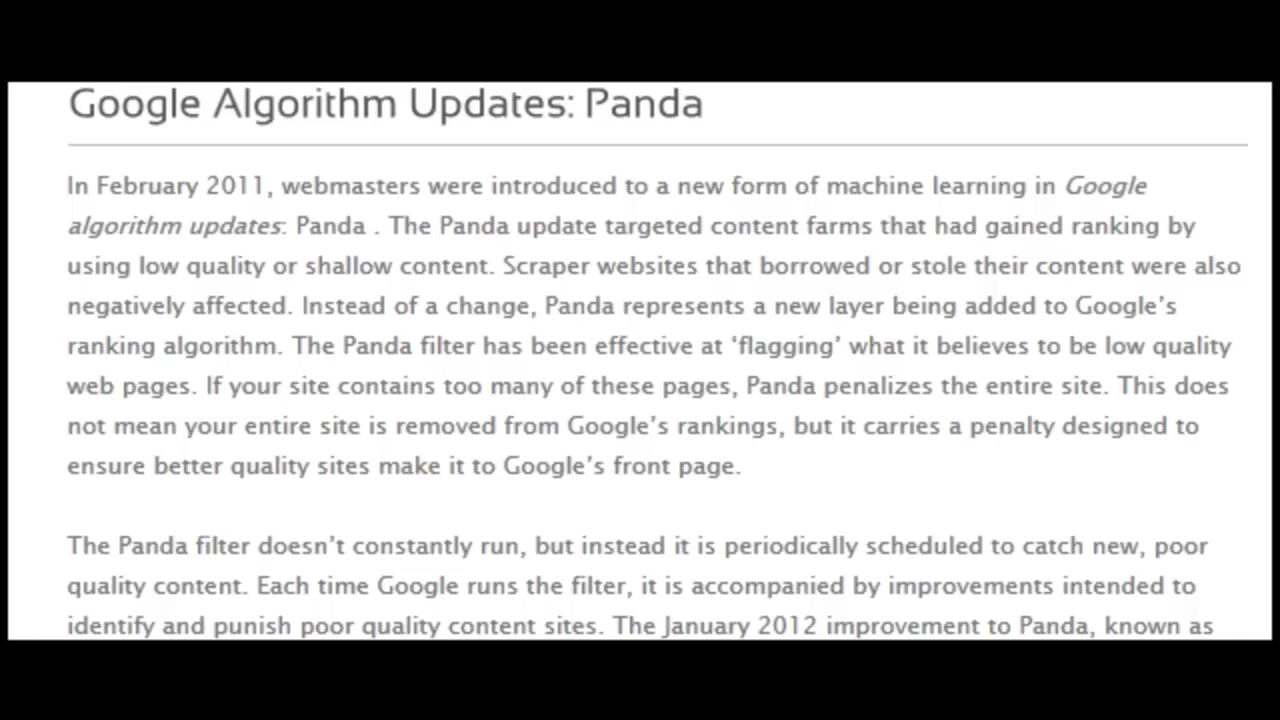 Google Algorithm Updates: Panda
In February 2011, webmasters were introduced to a new form of machine learning in Google
algorithm updates: Panda . The Panda update targeted content farms that had gained ranking by
using low quality or shallow content. Scraper websites that borrowed or stole their content were also
negatively affected. Instead of a change, Panda represents a new layer being added to Google’s
ranking algorithm. The Panda filter has been effective at ‘flagging’ what it believes to be low quality
web pages. If your site contains too many of these pages, Panda penalizes the entire site. This does
not mean your entire site is removed from Google’s rankings, but it carries a penalty designed to
ensure better quality sites make it to Google’s front page.
The Panda filter doesn’t constantly run, but instead it is periodically scheduled to catch new, poor
quality content. Each time Google runs the filter, it is accompanied by improvements intended to
identify and punish poor quality content sites. The January 2012 improvement to Panda, known as